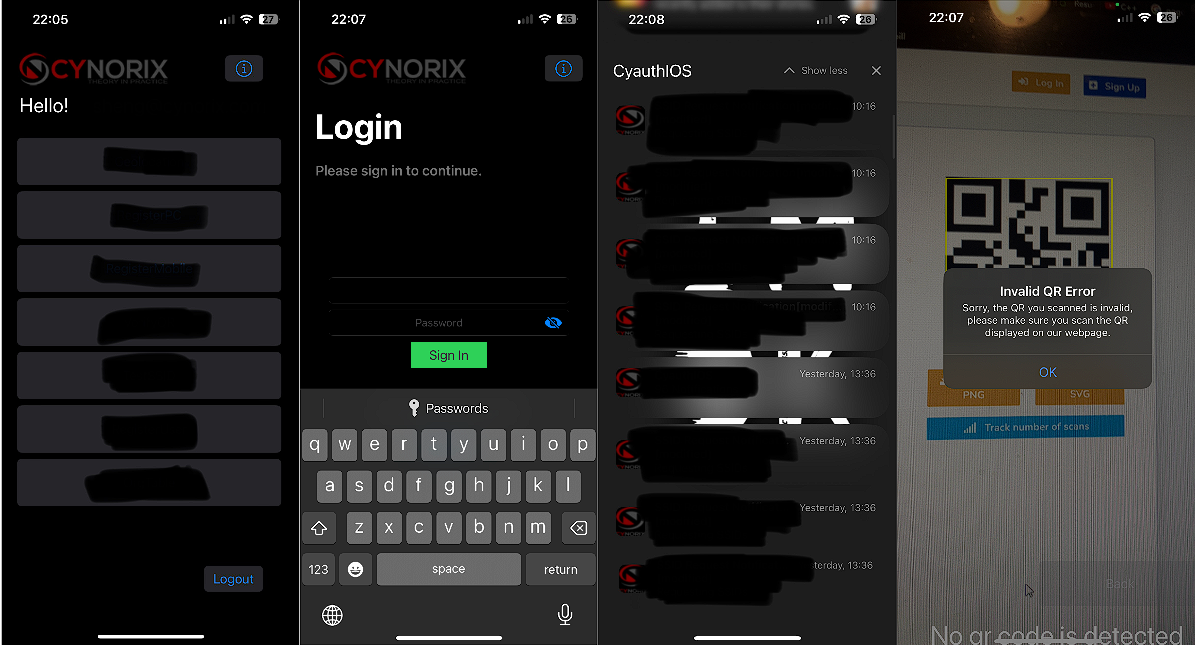 22:05
27
CYNORIX
THEORY IN PRACTICE
Hello!
Register Mobile
Logout
22:07
26
CYNORIX
THEORY IN PRACTICE
Login
Please sign in to continue.
Password
Sign In
Passwords
q w e r t y u i o p
a s d f g h j k l
z x c v b n m
123
space
return
22:08
26
CyauthIOS
Show less
10:16
10:16
10:16
10:16
Yesterday, 13:36
Yesterday, 13:36
Yesterday, 13:36
terday, 13:36
22:07
26
Log In
Sign Up
Invalid QR Error
Sorry, the QR you scanned is invalid,
please make sure you scan the QR
displayed on our webpage.
OK
PNG
SVG
Track number of scans
Back
No qr code is detected